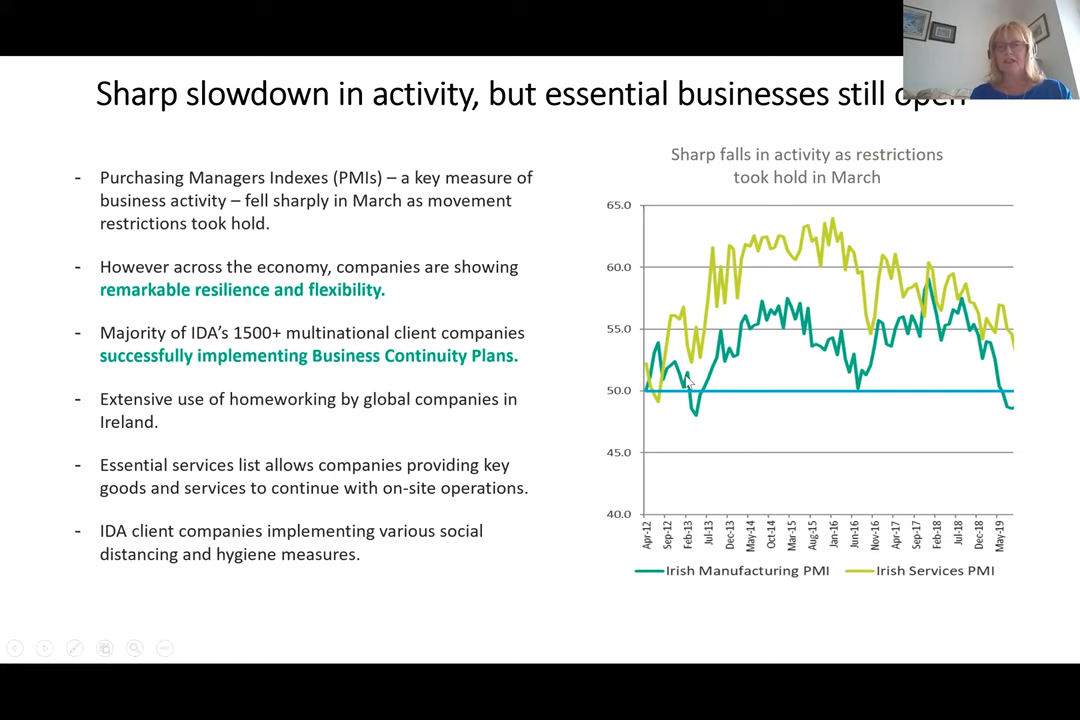 Sharp slowdown in activity, but essential businesses still open
- Purchasing Managers Indexes (PMIs) – a key measure of
business activity – fell sharply in March as movement
restrictions took hold.
- However across the economy, companies are showing
remarkable resilience and flexibility.
- Majority of IDA's 1500+ multinational client companies
successfully implementing Business Continuity Plans.
- Extensive use of homeworking by global companies in
Ireland.
- Essential services list allows companies providing key
goods and services to continue with on-site operations.
- IDA client companies implementing various social
distancing and hygiene measures.
Sharp falls in activity as restrictions
took hold in March
65.0
60.0
55.0
50.0
45.0
40.0
Apr-12
Sep-12
Feb-13
Jul-13
Dec-13
May-14
Oct-14
Mar-15
Aug-15
Jan-16
Jun-16
Nov-16
Apr-17
Sep-17
Feb-18
Jul-18
Dec-18
May-19
Irish Manufacturing PMI
Irish Services PMI